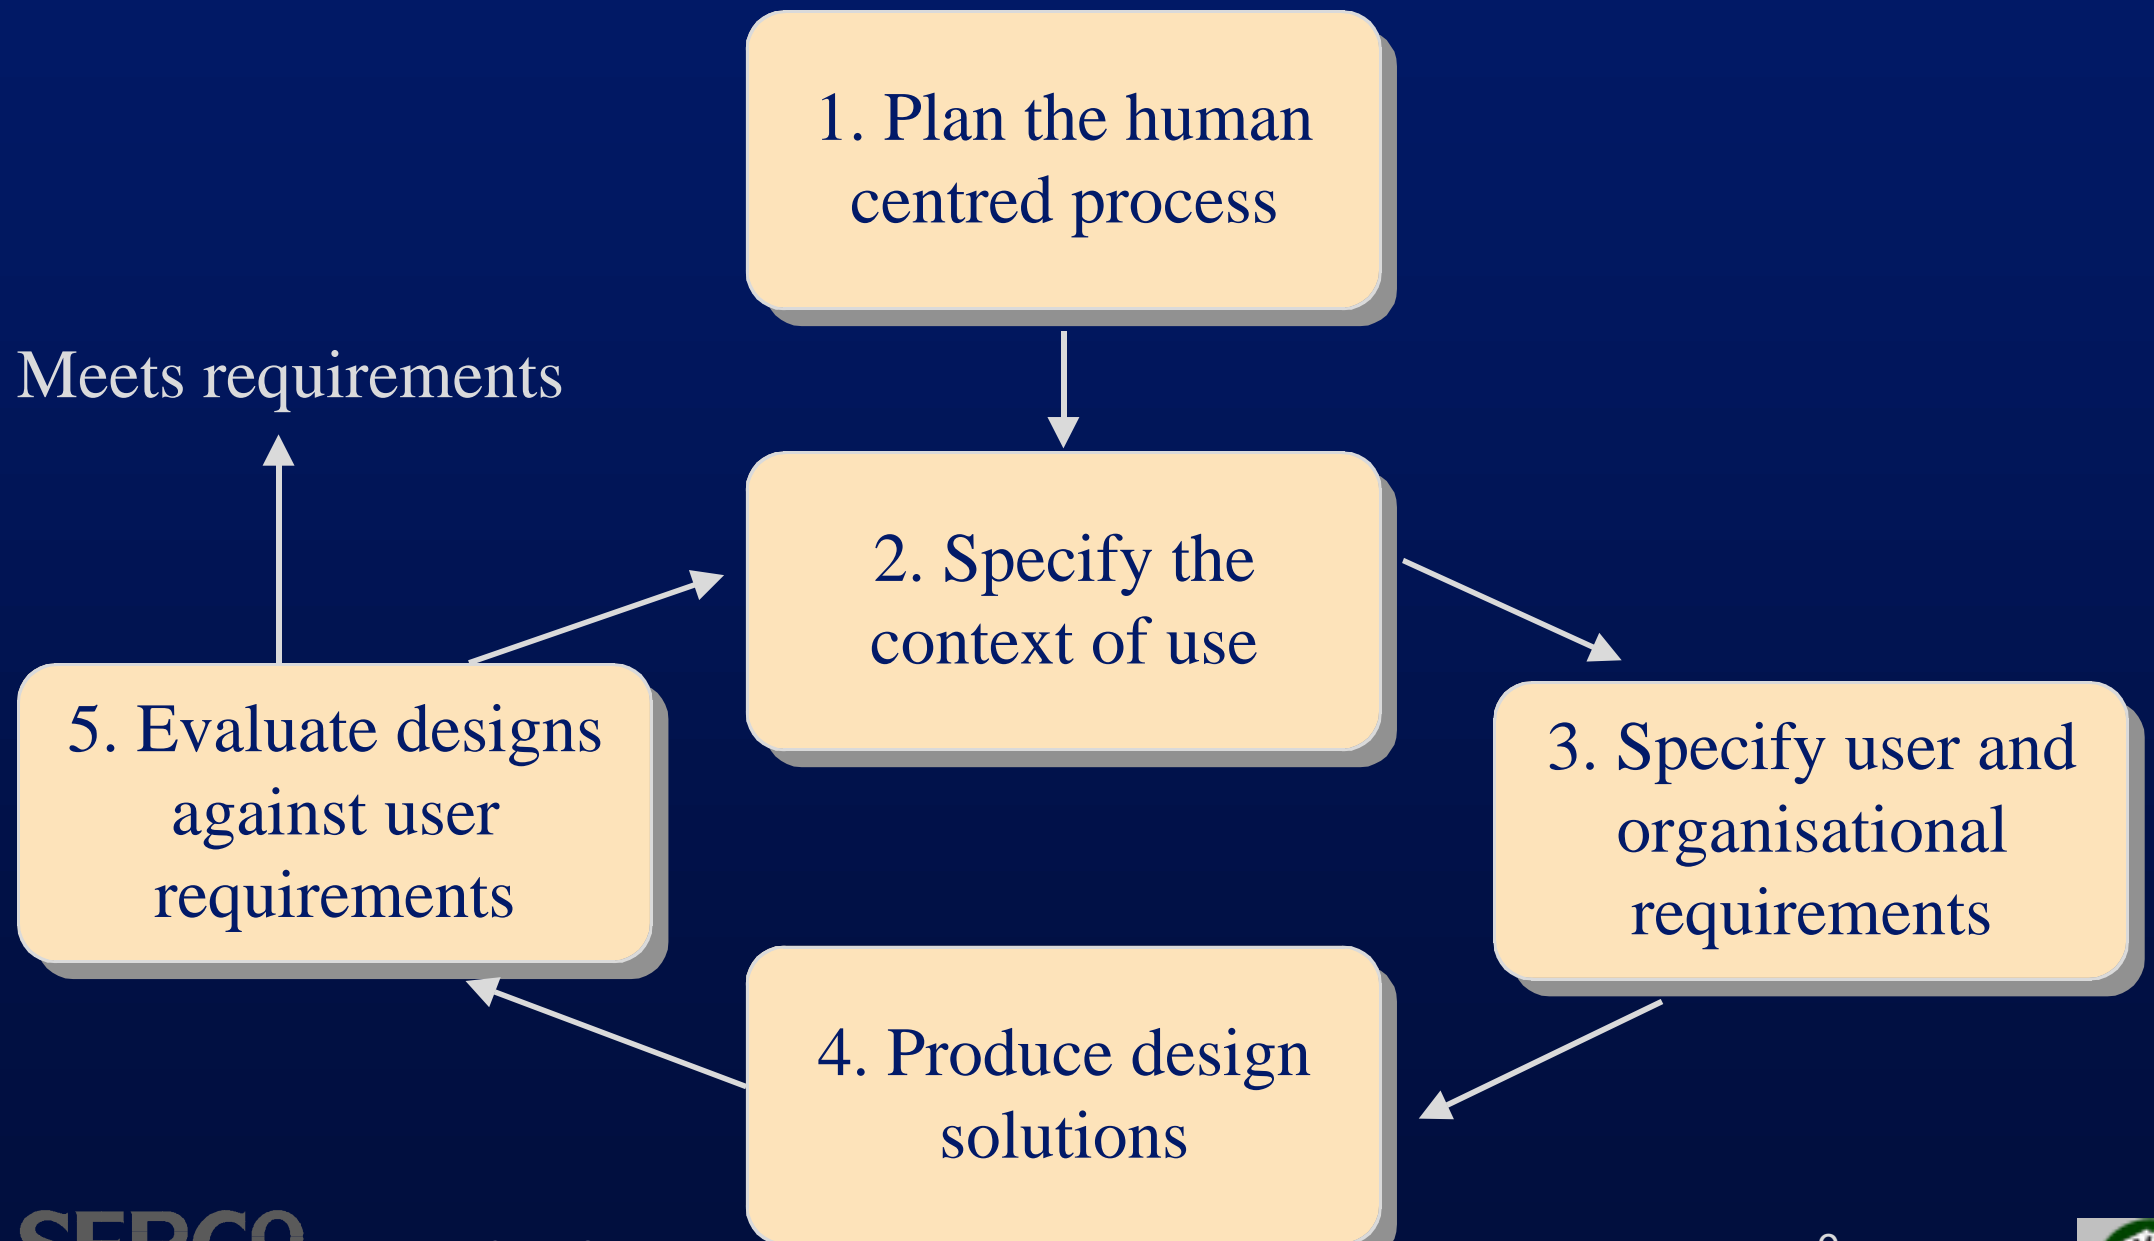 1. Plan the human
centred process
Meets requirements
2. Specify the
context of use
5. Evaluate designs
against user
requirements
3. Specify user and
organisational
requirements
4. Produce design
solutions
SERCO